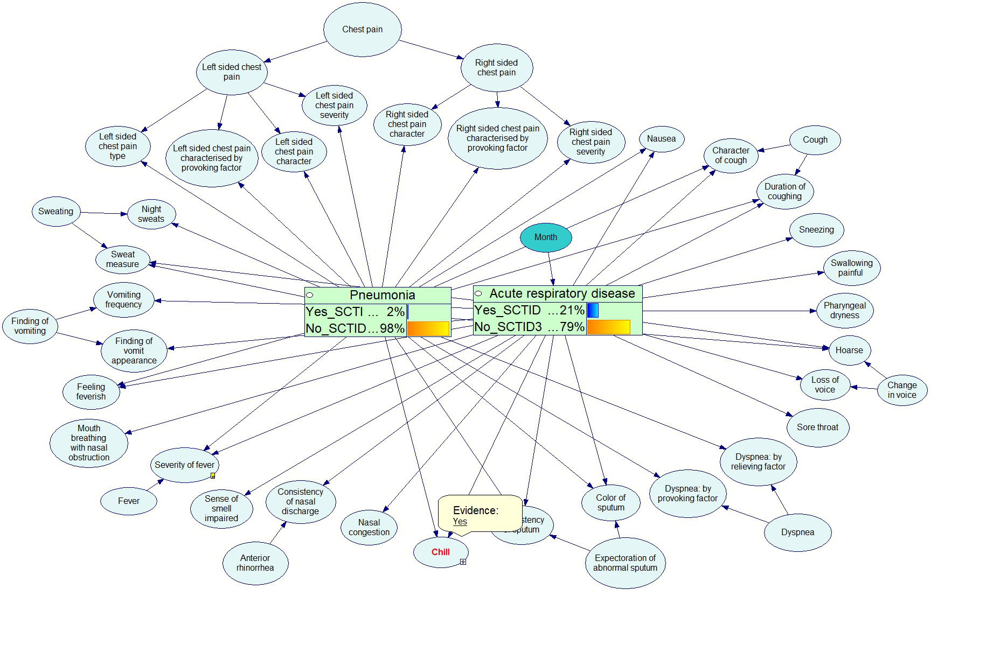 Chest pain
Left sided chest
pain
Right sided
chest pain
Left sided
chest pain
severity
Right sided
chest pain
character
Right sided chest pain
characterised by
provoking factor
Right sided
chest pain
severity
Nausea
Cough
Character
of cough
Left sided
chest pain
type
Left sided chest pain
characterised by
provoking factor
Left sided
chest pain
character
Duration of
coughing
Sweating
Night
sweats
Sneezing
Month
Sweat
measure
Swallowing
painful
Vomiting
frequency
Pneumonia
Yes_SCTI ... 2%
No_SCTID...98%
Acute respiratory disease
Yes_SCTID ...21%
No_SCTID3 ...79%
Pharyngeal
dryness
Finding of
vomiting
Finding of
vomit
appearance
Hoarse
Feeling
feverish
Loss of
voice
Change
in voice
Mouth
breathing
with nasal
obstruction
Sore throat
Severity of fever
Dyspnea: by
relieving factor
Fever
Sense of
smell
impaired
Consistency
of nasal
discharge
Evidence:
Yes
Color of
sputum
Dyspnea: by
provoking factor
Nasal
congestion
stency
sputum
Dyspnea
Chill
Anterior
rhinorrhea
Expectoration of
abnormal sputum